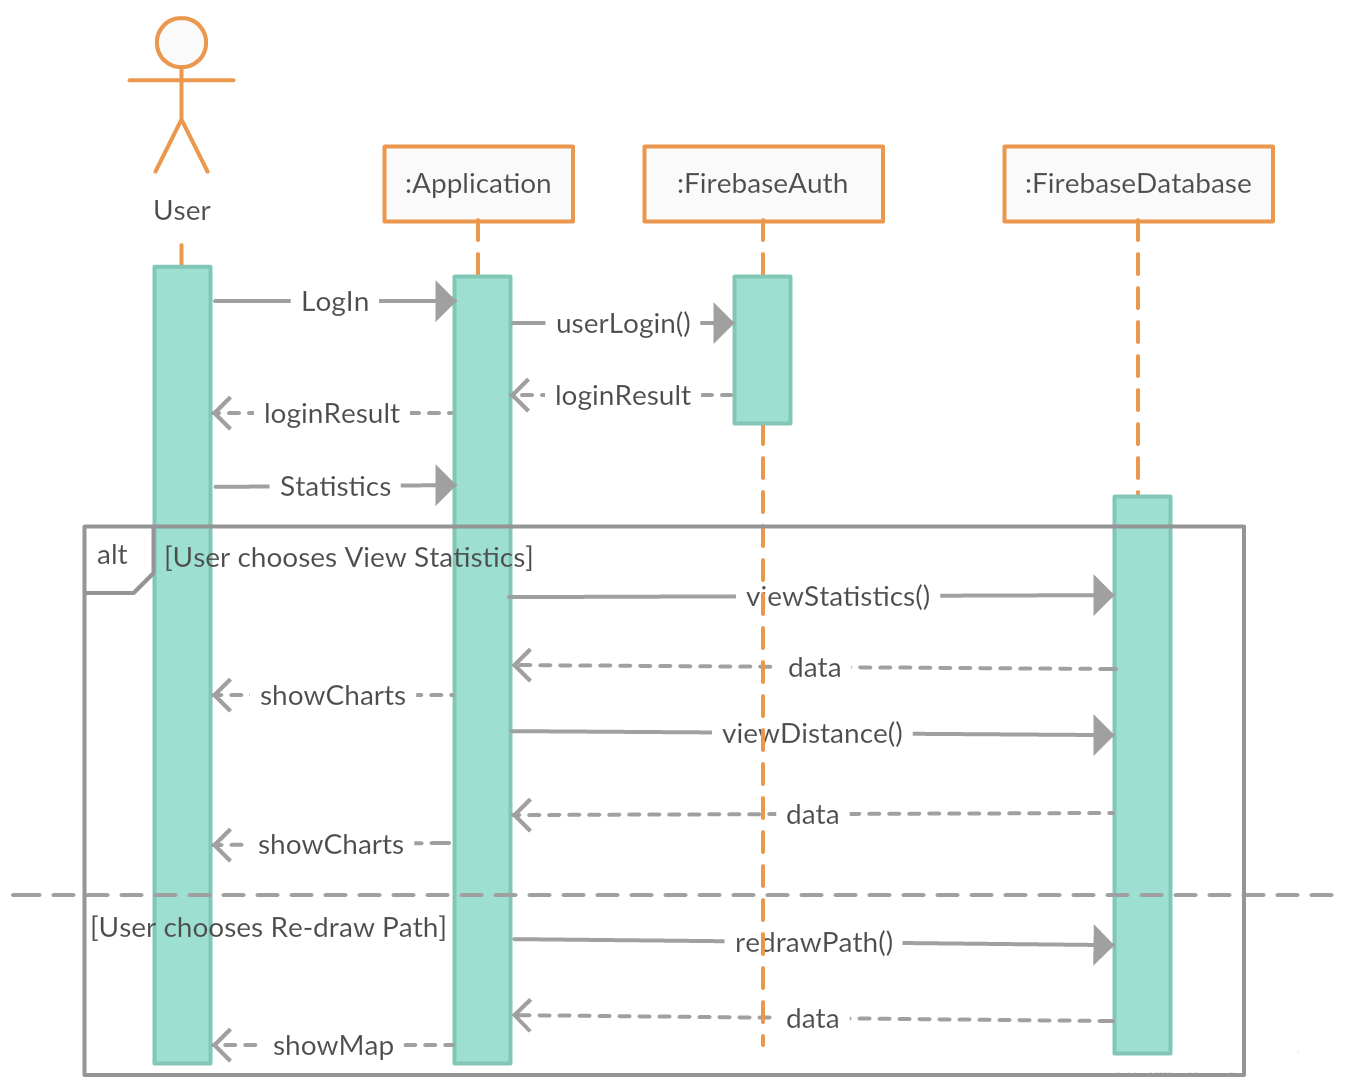 User
:Application
:FirebaseAuth
:FirebaseDatabase
LogIn
userLogin()
loginResult
loginResult
Statistics
alt
[User chooses View Statistics]
viewStatistics()
data
showCharts
viewDistance()
data
showCharts
[User chooses Re-draw Path]
redrawPath()
data
showMap